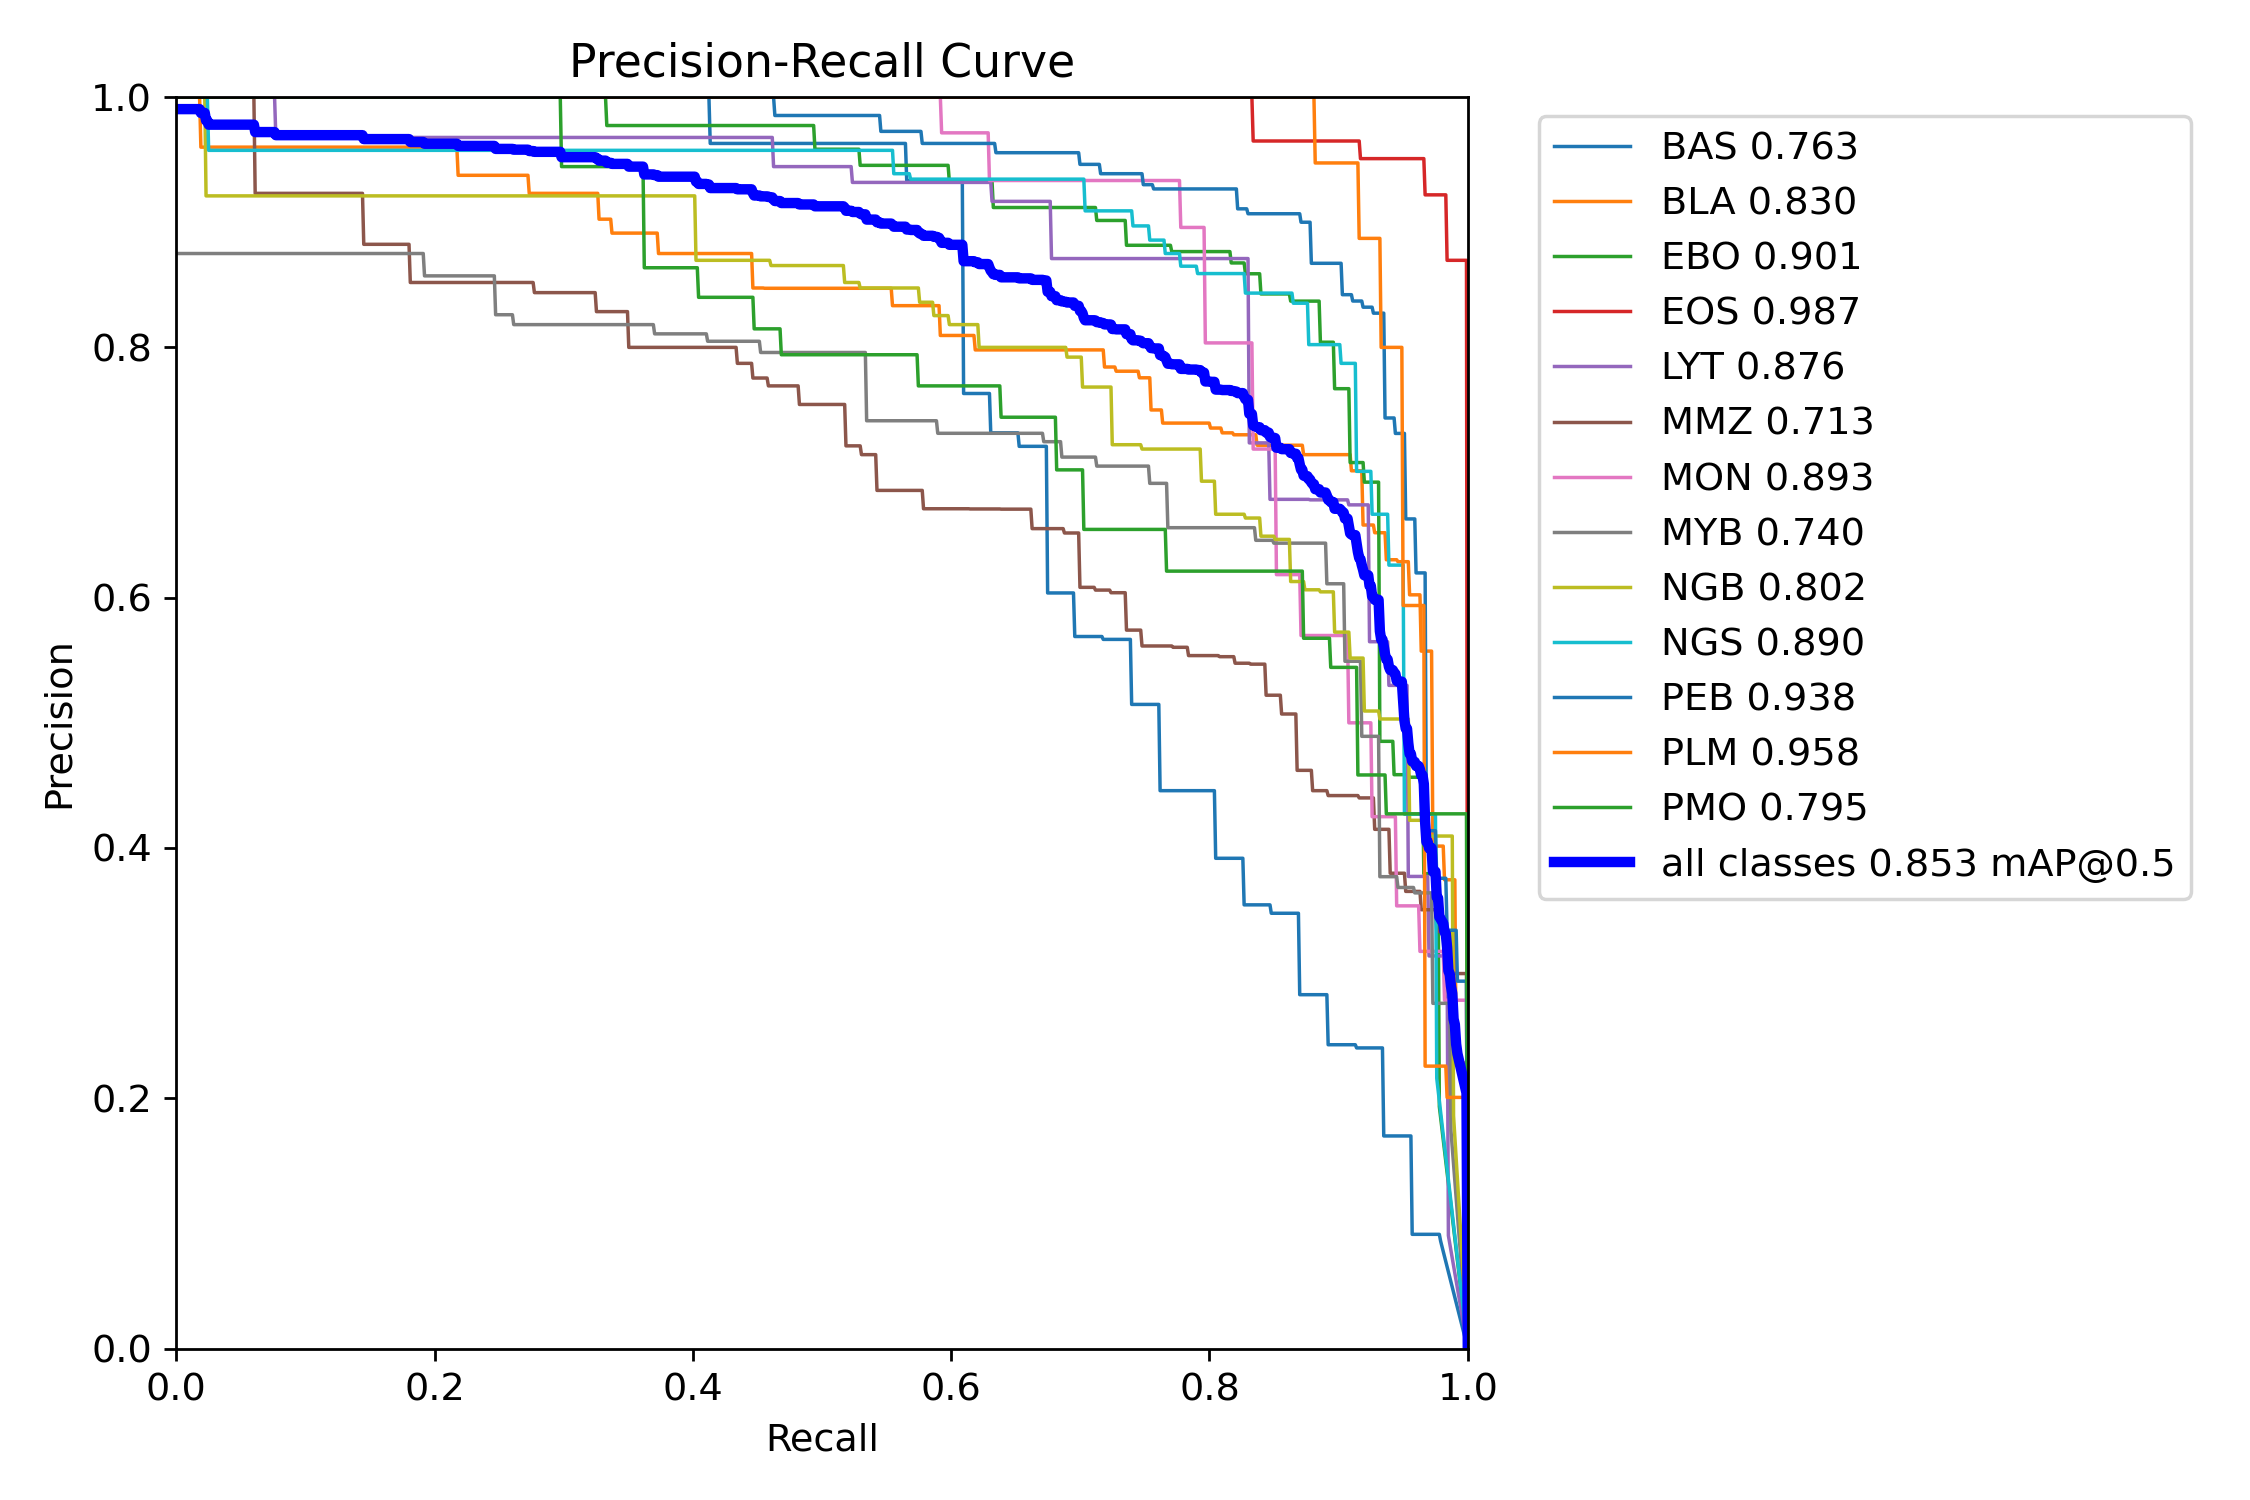 Precision-Recall Curve
1.0
0.8
0.6
0.4
0.2
0.0
Precision
0.0 0.2 0.4 0.6 0.8 1.0
Recall
BAS 0.763
BLA 0.830
EBO 0.901
EOS 0.987
LYT 0.876
MMZ 0.713
MON 0.893
MYB 0.740
NGB 0.802
NGS 0.890
PEB 0.938
PLM 0.958
PMO 0.795
all classes 0.853 mAP@0.5